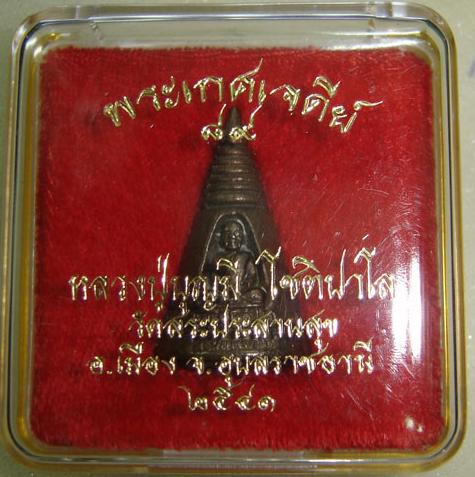 พระเกศเจดีย์
๘๙
หลวงปู่บุญมี โชติปาโล
วัดสระประสานสุข
อ.เมือง จ.อุบลราชธานี
๒๕๔๑